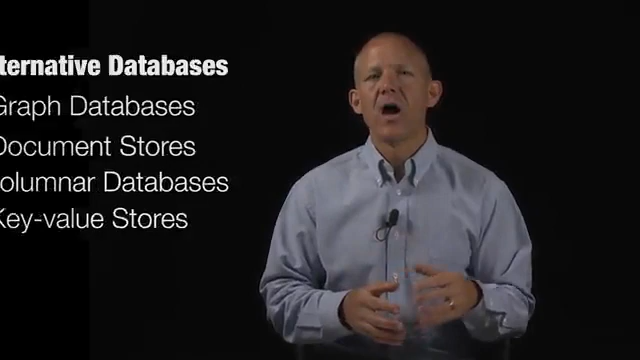 ternative Databases
Graph Databases
Document Stores
olumnar Databases
Key-value Stores